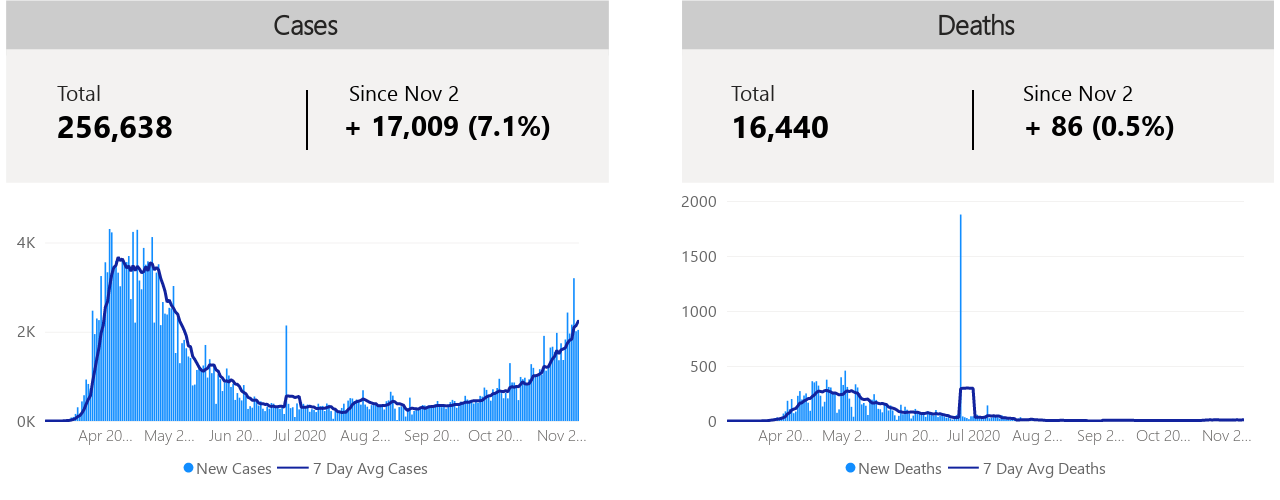 Cases
Total
256,638
Since Nov 2
+ 17,009 (7.1%)
4K
2K
0K
Apr 20... May 2... Jun 20... Jul 2020 Aug 2... Sep 20... Oct 20... Nov 2...
New Cases 7 Day Avg Cases
Deaths
Total
16,440
Since Nov 2
+ 86 (0.5%)
2000
1500
1000
500
0
Apr 20... May 2... Jun 20... Jul 2020 Aug 2... Sep 2... Oct 20... Nov 2...
New Deaths 7 Day Avg Deaths